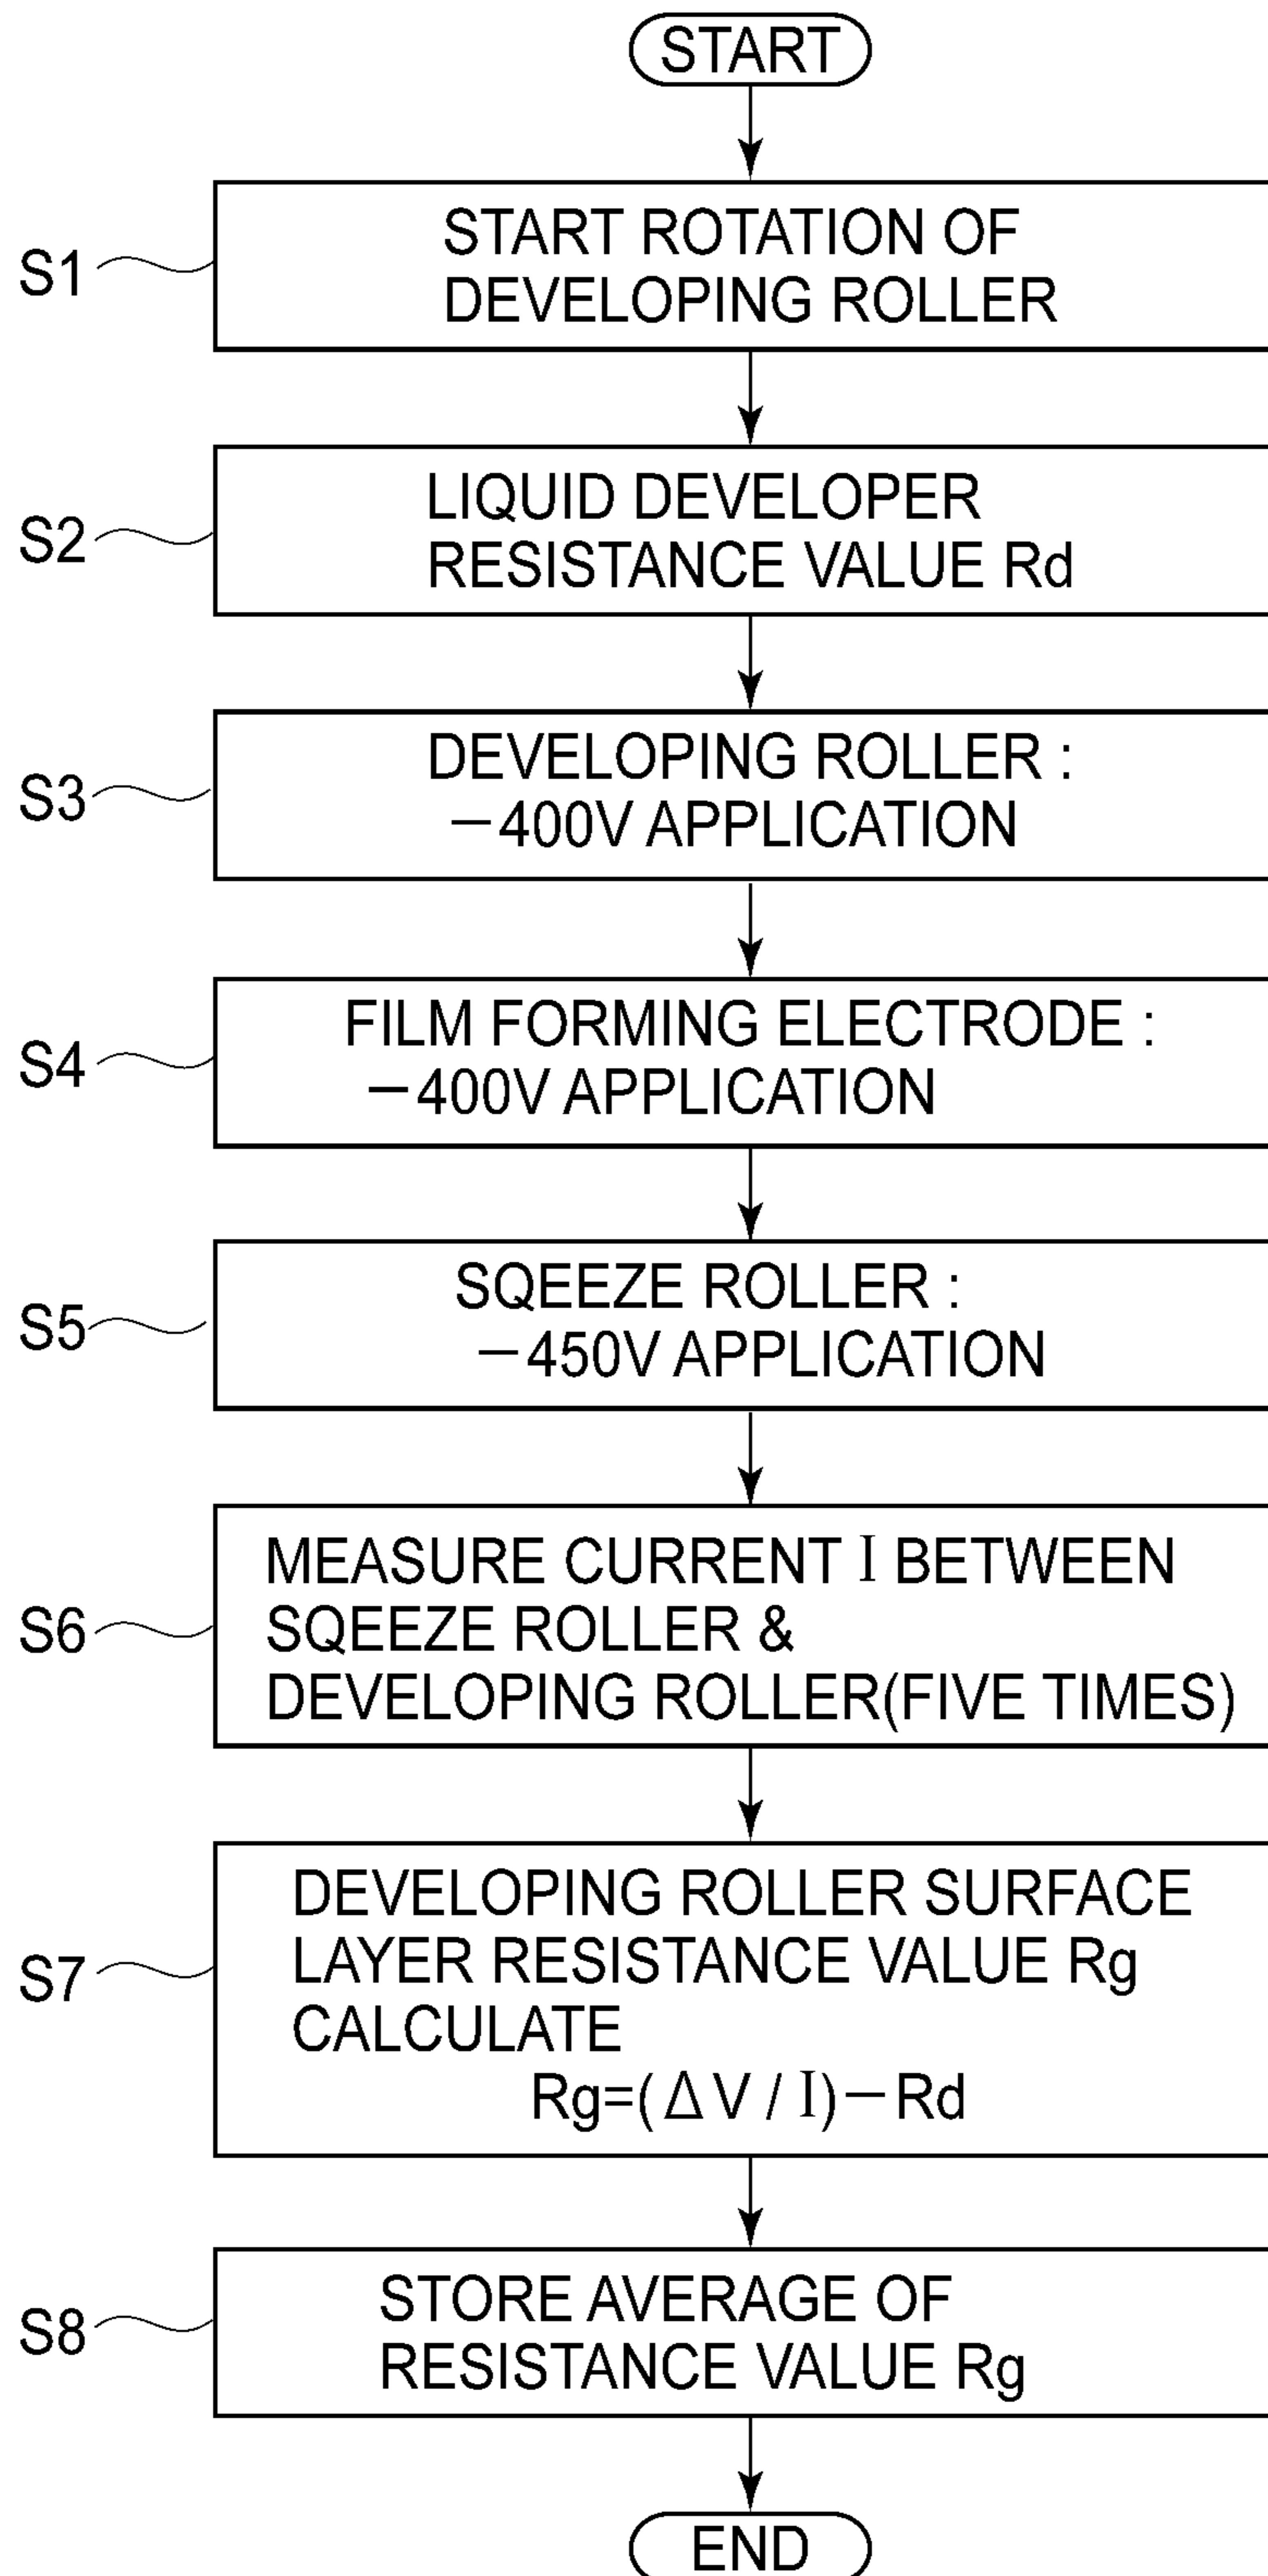 START
S1
START ROTATION OF
DEVELOPING ROLLER
S2
LIQUID DEVELOPER
RESISTANCE VALUE Rd
S3
DEVELOPING ROLLER :
−400V APPLICATION
S4
FILM FORMING ELECTRODE :
−400V APPLICATION
S5
SQEEZE ROLLER :
−450V APPLICATION
S6
MEASURE CURRENT I BETWEEN
SQEEZE ROLLER &
DEVELOPING ROLLER(FIVE TIMES)
S7
DEVELOPING ROLLER SURFACE
LAYER RESISTANCE VALUE Rg
CALCULATE
Rg=(ΔV/I)−Rd
S8
STORE AVERAGE OF
RESISTANCE VALUE Rg
END